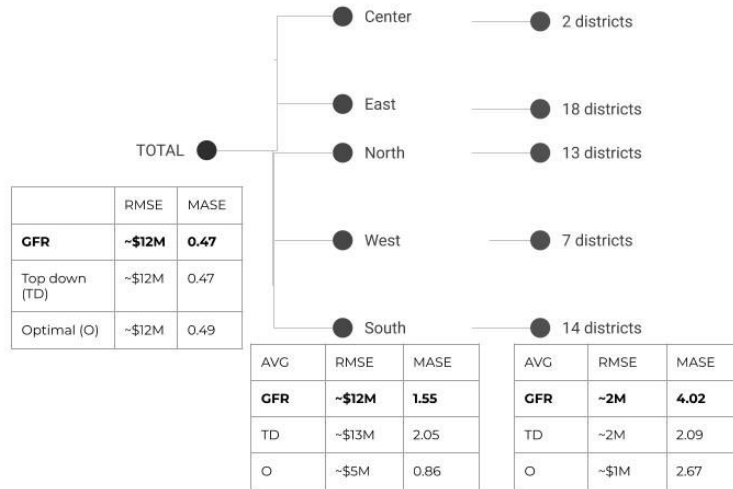 Center
2 districts
East
18 districts
TOTAL
North
13 districts
RMSE MASE
GFR ~$12M 0.47
Top down
(TD) ~$12M 0.47
Optimal (O) ~$12M 0.49
West
7 districts
South
14 districts
AVG RMSE MASE
GFR ~$12M 1.55
TD ~$13M 2.05
O ~$5M 0.86
AVG RMSE MASE
GFR ~2M 4.02
TD ~2M 2.09
O ~$1M 2.67